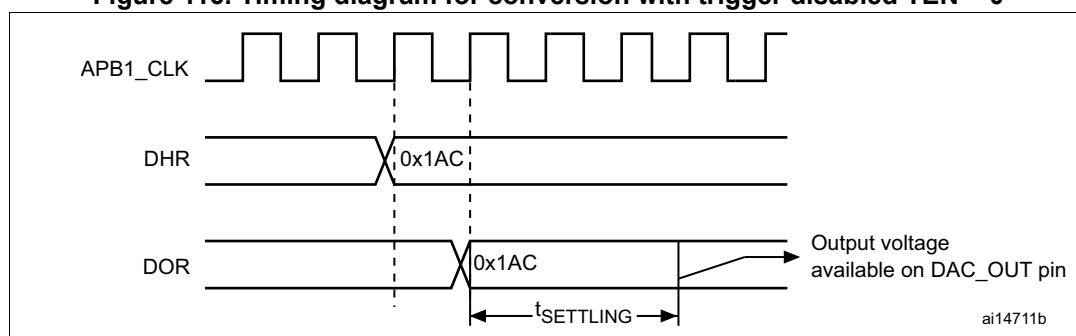 APB1_CLK
DHR
0x1AC
DOR
0x1AC
Output voltage
available on DAC_OUT pin
tSETTLING
ai14711b